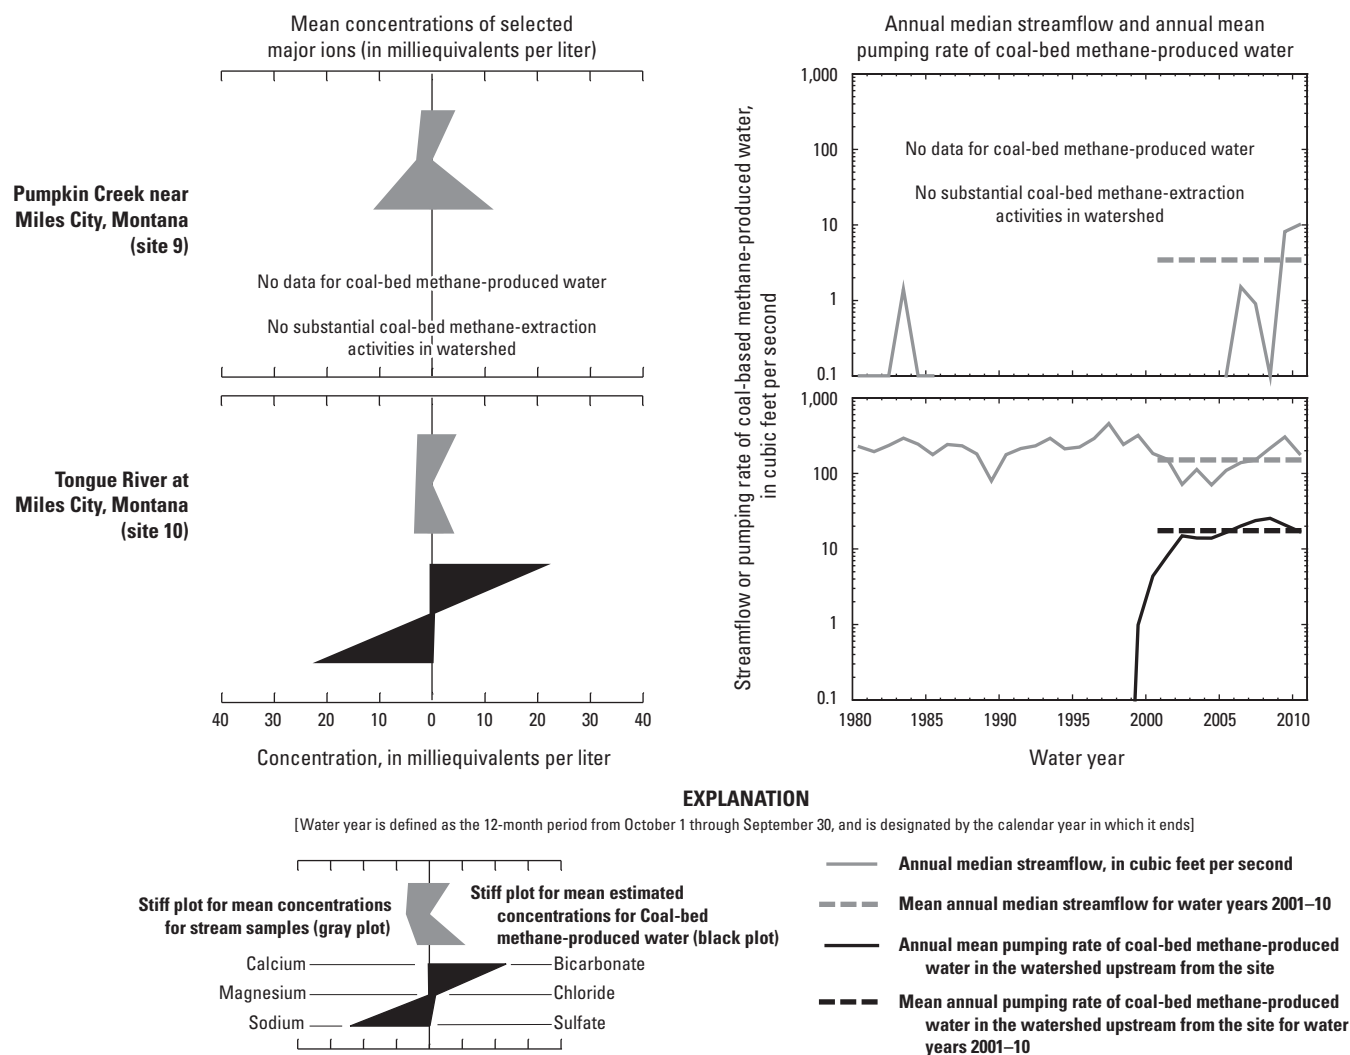 Mean concentrations of selected
major ions (in milliequivalents per liter)
Annual median streamflow and annual mean
pumping rate of coal-bed methane-produced water
Pumpkin Creek near
Miles City, Montana
(site 9)
No data for coal-bed methane-produced water
No substantial coal-bed methane-extraction
activities in watershed
Tongue River at
Miles City, Montana
(site 10)
40 30 20 10 0 10 20 30 40
Concentration, in milliequivalents per liter
Streamflow or pumping rate of coal-based methane-produced water,
in cubic feet per second
1,000
100
10
1
0.1
No data for coal-bed methane-produced water
No substantial coal-bed methane-extraction
activities in watershed
1,000
100
10
1
0.1
1980 1985 1990 1995 2000 2005 2010
Water year
EXPLANATION
[Water year is defined as the 12-month period from October 1 through September 30, and is designated by the calendar year in which it ends]
Stiff plot for mean concentrations
for stream samples (gray plot)
Stiff plot for mean estimated
concentrations for Coal-bed
methane-produced water (black plot)
Calcium
Magnesium
Sodium
Bicarbonate
Chloride
Sulfate
Annual median streamflow, in cubic feet per second
Mean annual median streamflow for water years 2001–10
Annual mean pumping rate of coal-bed methane-produced
water in the watershed upstream from the site
Mean annual pumping rate of coal-bed methane-produced
water in the watershed upstream from the site for water
years 2001–10